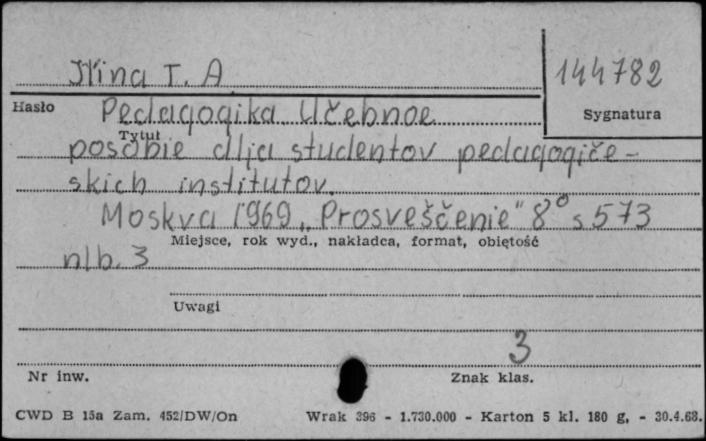 Il'ina T. A
144782
Hasło
Sygnatura
Pedagogika Učebnoe
Tytuł
posobie dlja studentov pedagogiče-
skich institutov.
Moskva 1969 „Prosveščenie" 8° s 573
Miejsce, rok wyd., nakładca, format, objętość
nlb. 3
Uwagi
3
Nr inw.
Znak klas.
CWD B 15a Zam. 452/DW/On Wrak 396 - 1.730.000 - Karton 5 kl. 180 g, - 30.4.68.